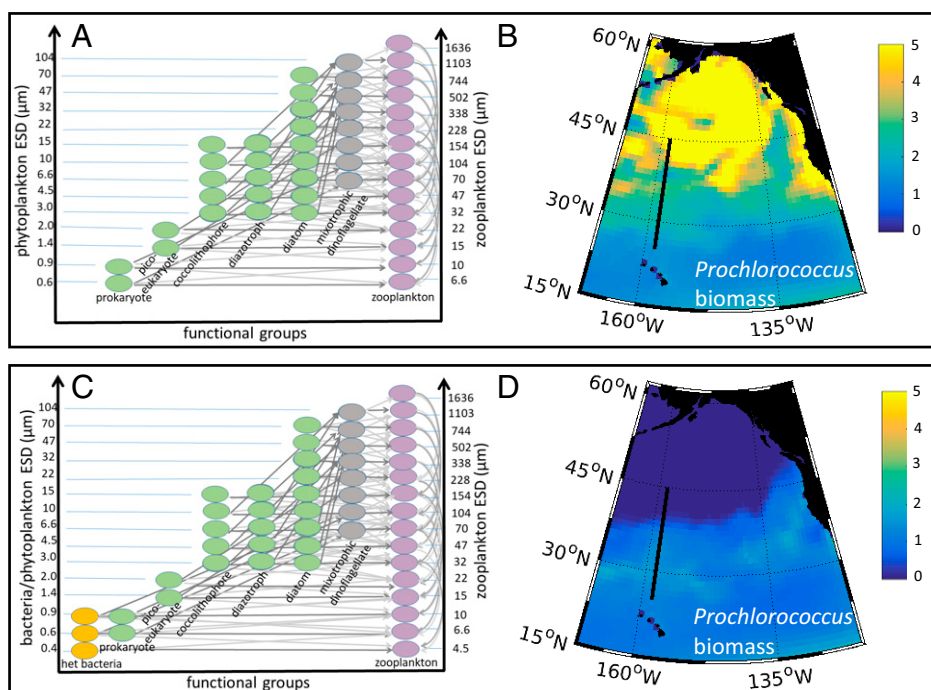 A
phytoplankton ESD (µm)
104
70
47
32
22
15
10
6.6
4.5
3.0
2.0
1.4
0.9
0.6
prokaryote
pico-
eukaryote
coccolithophore
diazotroph
diatom
mixotrophic
dinoflagellate
zooplankton
functional groups
1636
1103
744
502
338
228
154
104
70
47
32
22
15
10
6.6
zooplankton ESD (µm)
B
60°N
45°N
30°N
15°N
160°W
135°W
Prochlorococcus
biomass
5
4
3
2
1
0
C
bacteria/phytoplankton ESD (µm)
104
70
47
32
22
15
10
6.6
4.5
3.0
2.0
1.4
0.9
0.6
0.4
het bacteria
prokaryote
pico-
eukaryote
coccolithophore
diazotroph
diatom
mixotrophic
dinoflagellate
zooplankton
functional groups
1636
1103
744
502
338
228
154
104
70
47
32
22
15
10
6.6
4.5
zooplankton ESD (µm)
D
60°N
45°N
30°N
15°N
160°W
135°W
Prochlorococcus
biomass
5
4
3
2
1
0